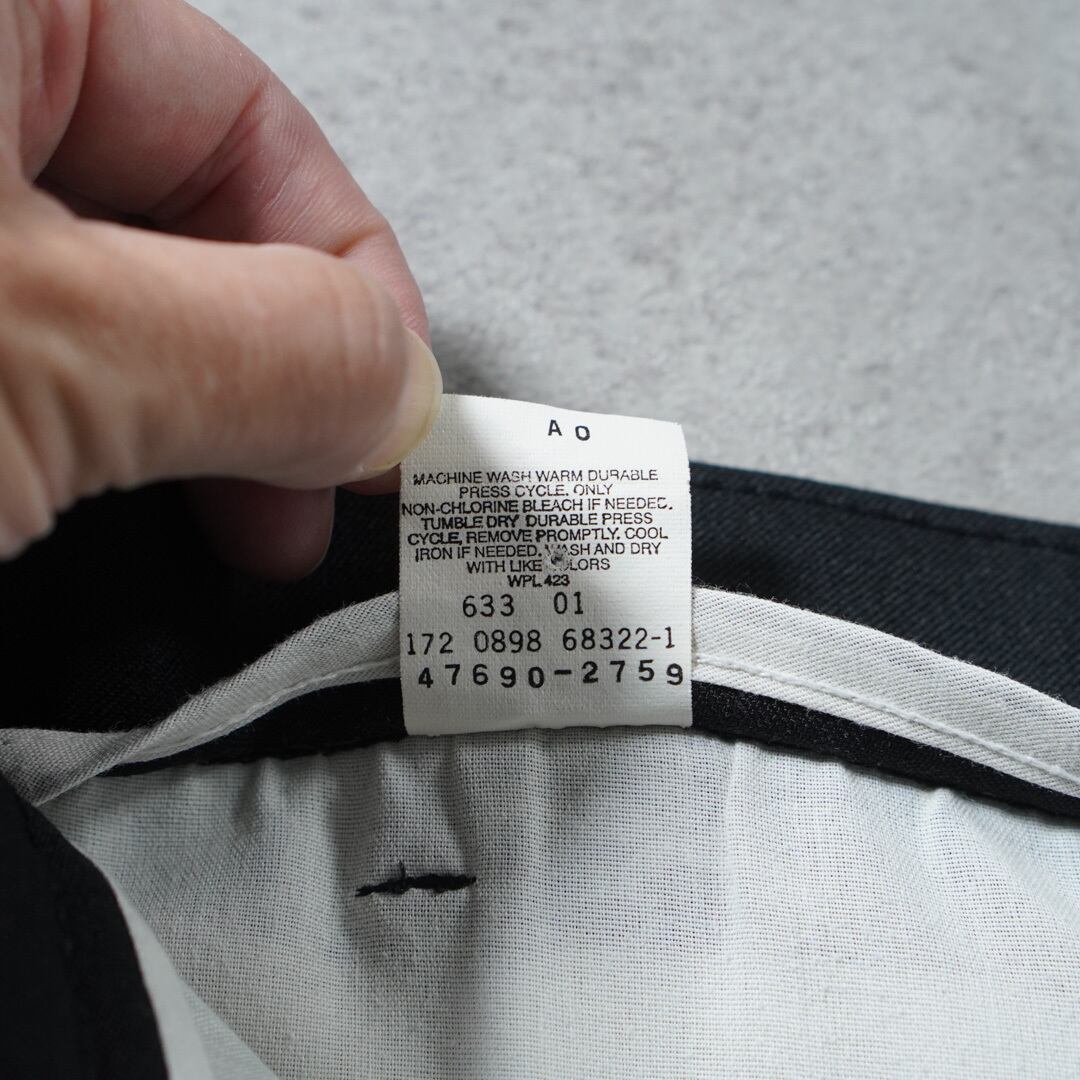 A O
MACHINE WASH WARM DURABLE
PRESS CYCLE. ONLY
NON-CHLORINE BLEACH IF NEEDED.
TUMBLE DRY DURABLE PRESS
CYCLE, REMOVE PROMPTLY. COOL
IRON IF NEEDED. WASH AND DRY
WITH LIKE COLORS
WPL 423
633 01
172 0898 68322-1
47690-2759